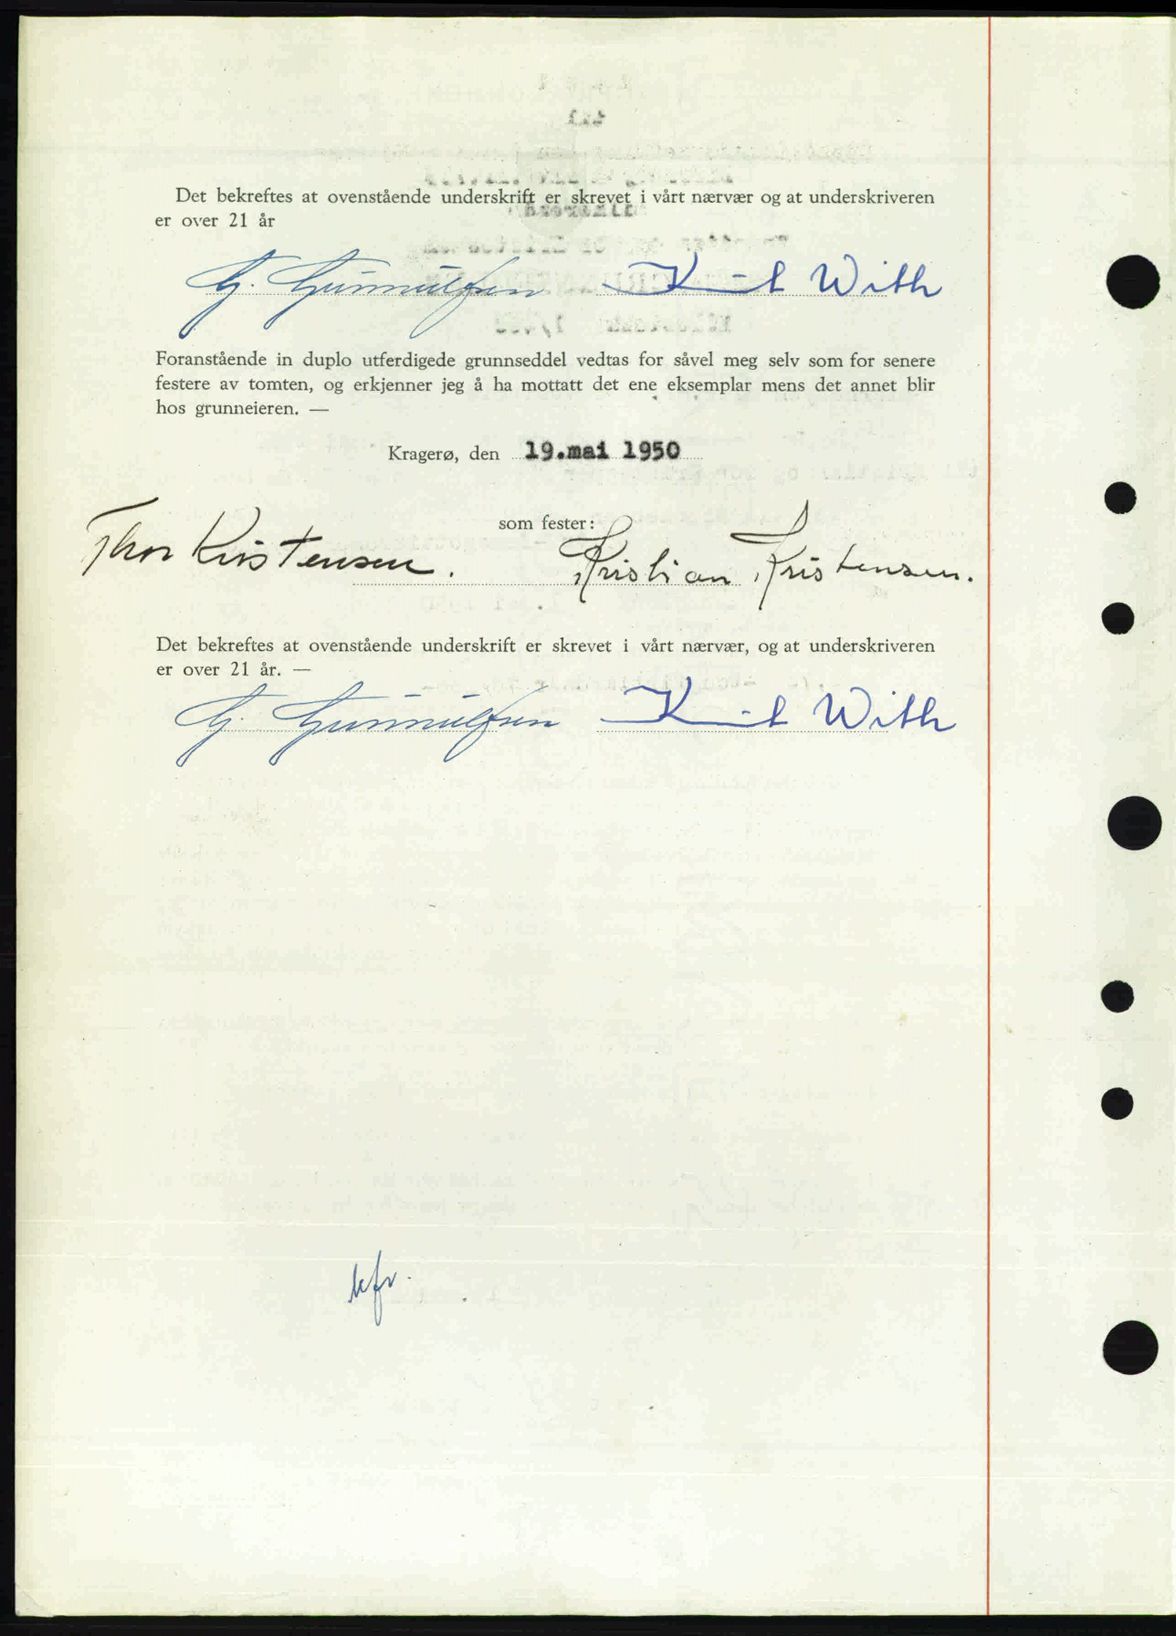 Det bekreftes at ovenstående underskrift er skrevet i vårt nærvær og at underskriveren
er over 21 år
G. Gunnulfsen Knut With
Foranstående in duplo utferdigede grunnseddel vedtas for såvel meg selv som for senere
festere av tomten, og erkjenner jeg å ha mottatt det ene eksemplar mens det annet blir
hos grunneieren. —
Kragerø, den 19.mai 1950
som fester:
Thor Kristensen. Kristian Kristensen.
Det bekreftes at ovenstående underskrift er skrevet i vårt nærvær, og at underskriveren
er over 21 år. —
G. Gunnulfsen Knut With
kfr.